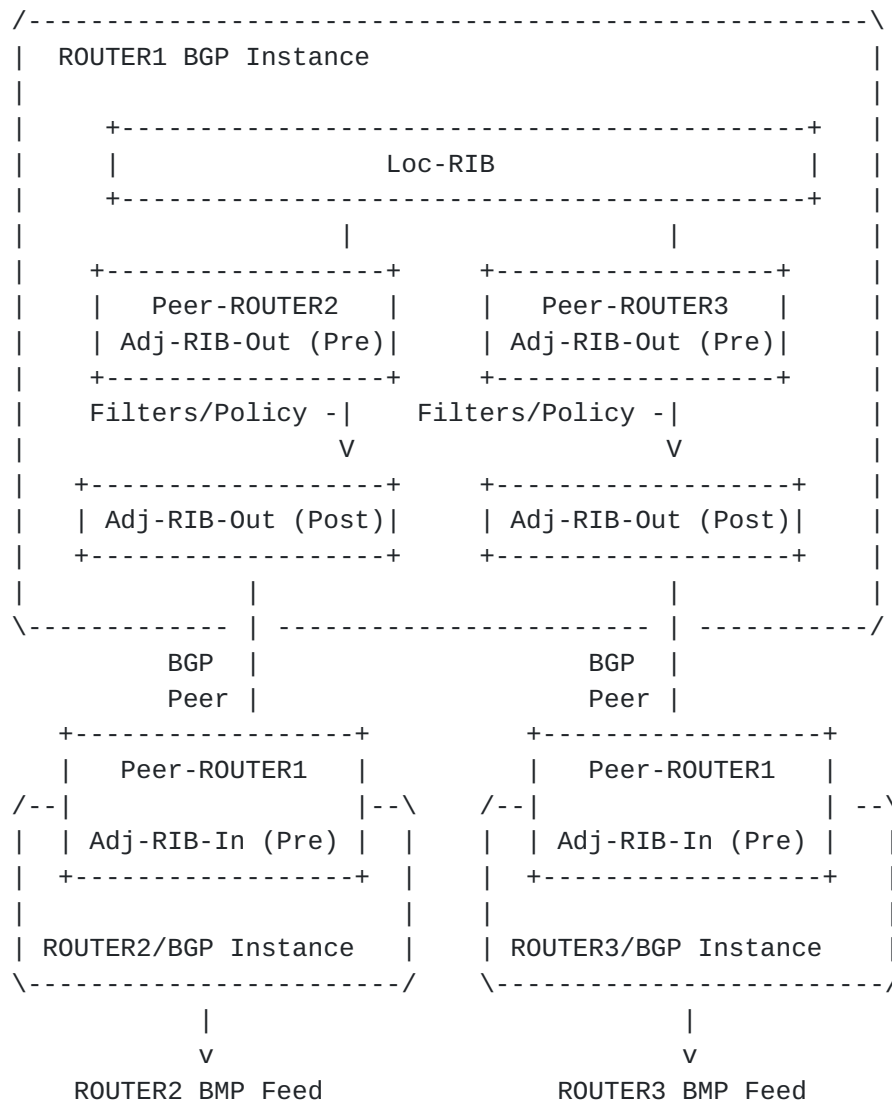 ROUTER1 BGP Instance
Loc-RIB
Peer-ROUTER2 Peer-ROUTER3
Adj-RIB-Out (Pre) Adj-RIB-Out (Pre)
Filters/Policy - Filters/Policy -
V V
Adj-RIB-Out (Post) Adj-RIB-Out (Post)
BGP BGP
Peer Peer
Peer-ROUTER1 Peer-ROUTER1
Adj-RIB-In (Pre) Adj-RIB-In (Pre)
ROUTER2/BGP Instance ROUTER3/BGP Instance
v v
ROUTER2 BMP Feed ROUTER3 BMP Feed